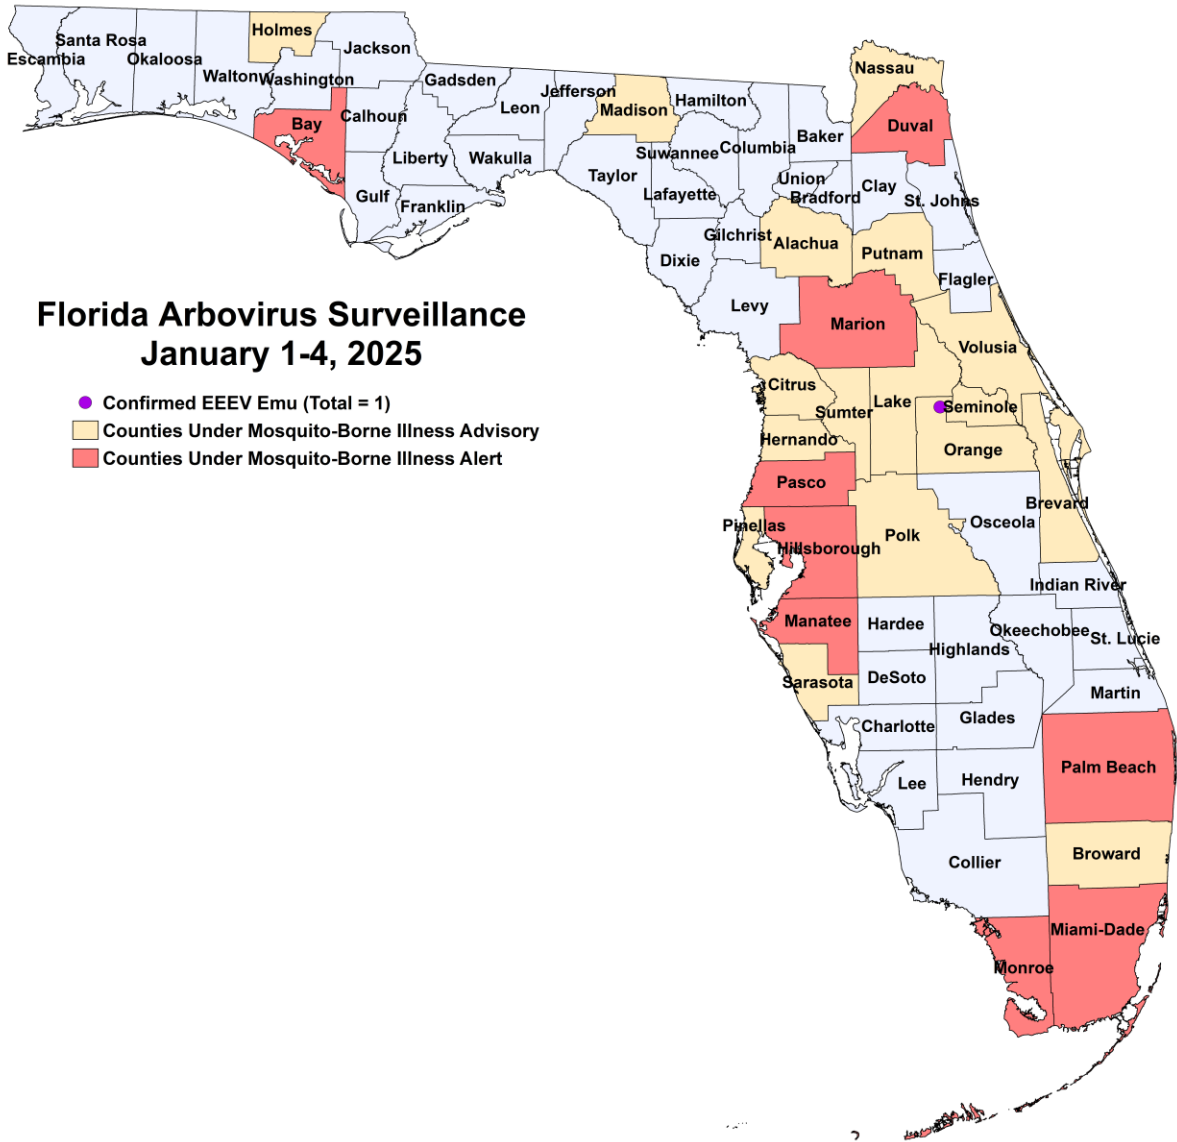 Holmes
Jackson
Santa Rosa
Escambia
Okaloosa
Walton
Washington
Gadsden
Jefferson
Leon
Madison
Hamilton
Nassau
Bay
Calhoun
Duval
Baker
Columbia
Suwannee
Liberty
Wakulla
Taylor
Lafayette
Union
Bradford
Clay
St. Johns
Gulf
Franklin
Gilchrist
Alachua
Putnam
Dixie
Flagler
Levy
Marion
Volusia
Florida Arbovirus Surveillance
January 1-4, 2025
Confirmed EEEV Emu (Total = 1)
Counties Under Mosquito-Borne Illness Advisory
Counties Under Mosquito-Borne Illness Alert
Citrus
Sumter
Lake
Seminole
Hernando
Orange
Pasco
Brevard
Pinellas
Osceola
Hillsborough
Polk
Indian River
Manatee
Hardee
Okeechobee
St. Lucie
Highlands
Sarasota
DeSoto
Martin
Charlotte
Glades
Palm Beach
Lee
Hendry
Broward
Collier
Miami-Dade
Monroe